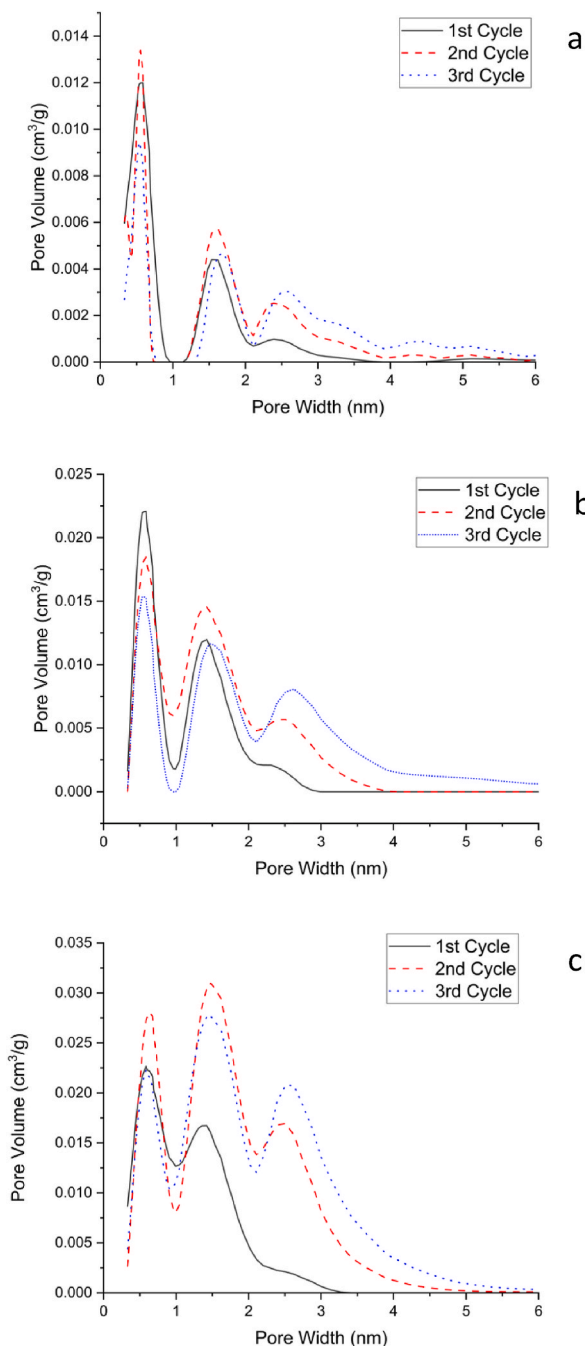 a
1st Cycle
2nd Cycle
3rd Cycle
Pore Volume (cm³/g)
0.014
0.012
0.010
0.008
0.006
0.004
0.002
0.000
0 1 2 3 4 5 6
Pore Width (nm)
b
1st Cycle
2nd Cycle
3rd Cycle
Pore Volume (cm³/g)
0.025
0.020
0.015
0.010
0.005
0.000
0 1 2 3 4 5 6
Pore Width (nm)
c
1st Cycle
2nd Cycle
3rd Cycle
Pore Volume (cm³/g)
0.035
0.030
0.025
0.020
0.015
0.010
0.005
0.000
0 1 2 3 4 5 6
Pore Width (nm)